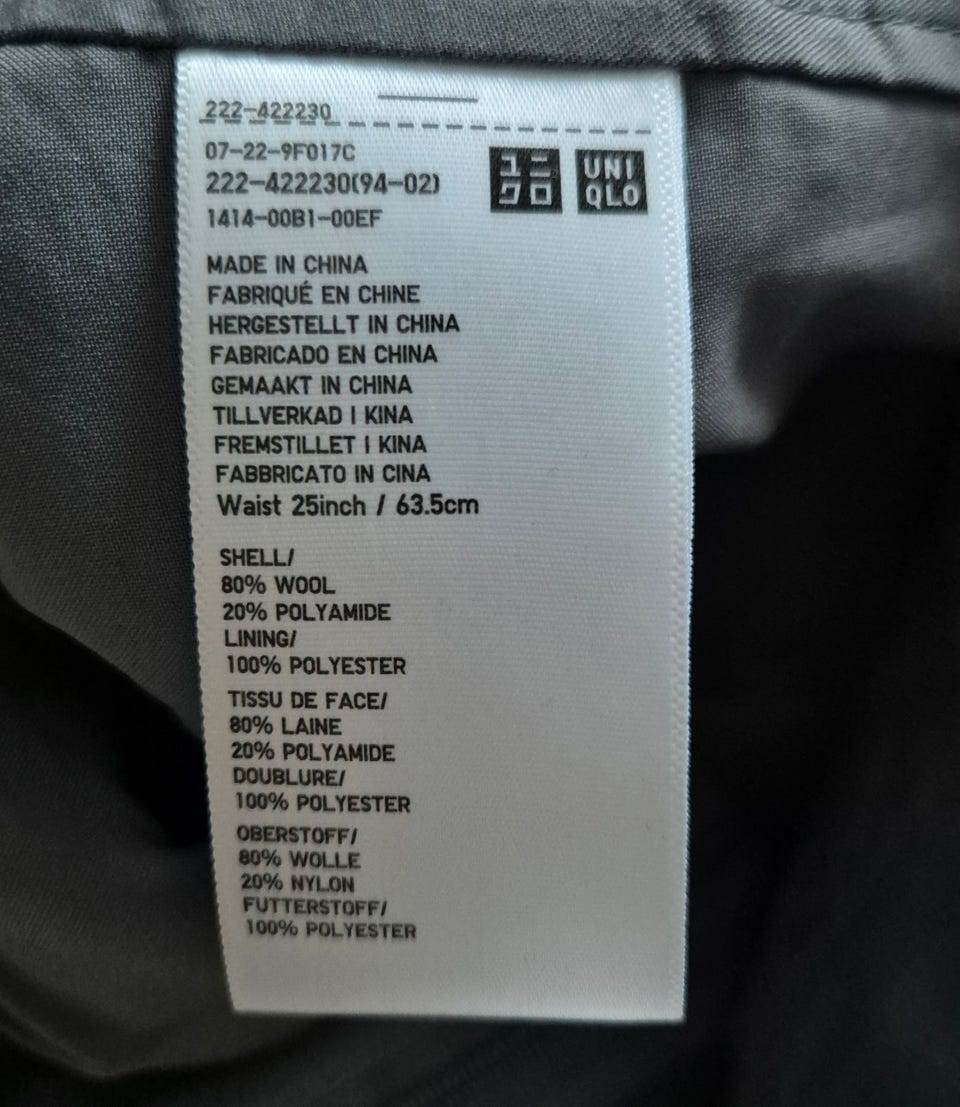 222-422230
07-22-9F017C
222-422230(94-02)
1414-00B1-00EF
ユニ
クロ
UNI
QLO
MADE IN CHINA
FABRIQUÉ EN CHINE
HERGESTELLT IN CHINA
FABRICADO EN CHINA
GEMAAKT IN CHINA
TILLVERKAD I KINA
FREMSTILLET I KINA
FABBRICATO IN CINA
Waist 25inch / 63.5cm
SHELL/
80% WOOL
20% POLYAMIDE
LINING/
100% POLYESTER
TISSU DE FACE/
80% LAINE
20% POLYAMIDE
DOUBLURE/
100% POLYESTER
OBERSTOFF/
80% WOLLE
20% NYLON
FUTTERSTOFF/
100% POLYESTER